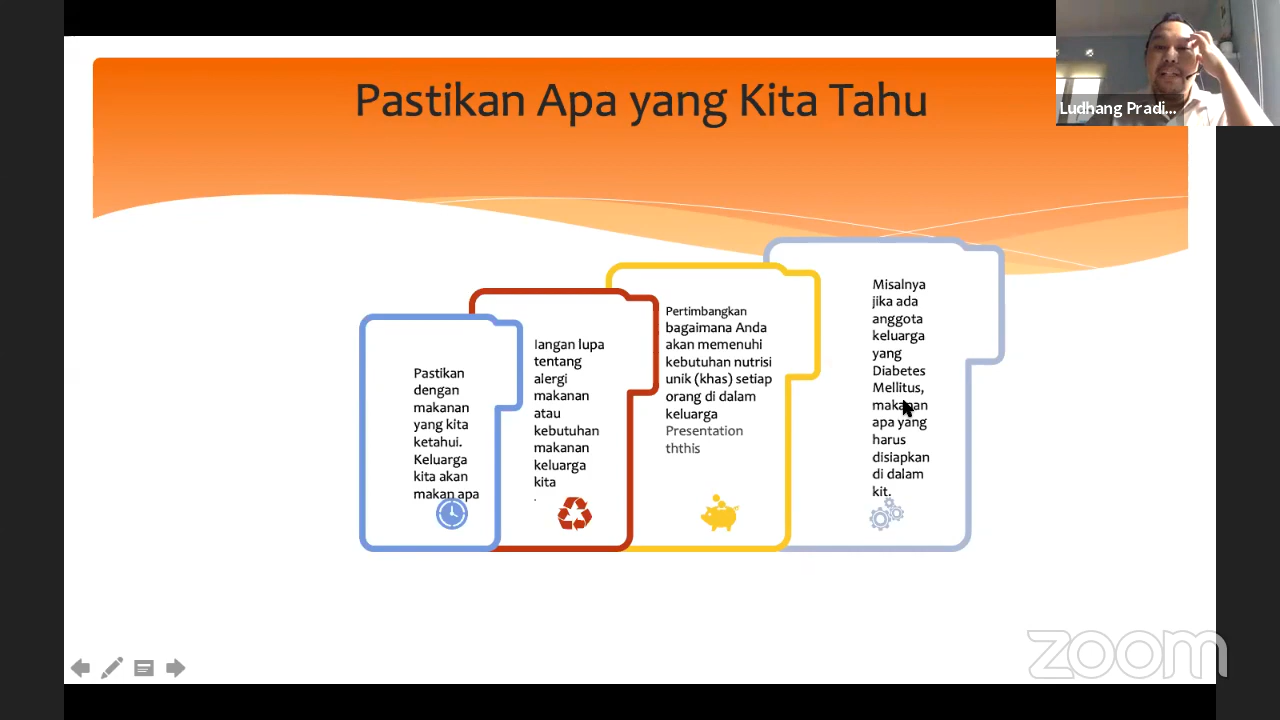 Pastikan Apa yang Kita Tahu
Ludhang Pradi...
Pastikan
dengan
makanan
yang kita
ketahui.
Keluarga
kita akan
makan apa
Jangan lupa
tentang
alergi
makanan
atau
kebutuhan
makanan
keluarga
kita
.
Pertimbangkan
bagaimana Anda
akan memenuhi
kebutuhan nutrisi
unik (khas) setiap
orang di dalam
keluarga
Presentation
ththis
Misalnya
jika ada
anggota
keluarga
yang
Diabetes
Mellitus,
makanan
apa yang
harus
disiapkan
di dalam
kit.
zoom